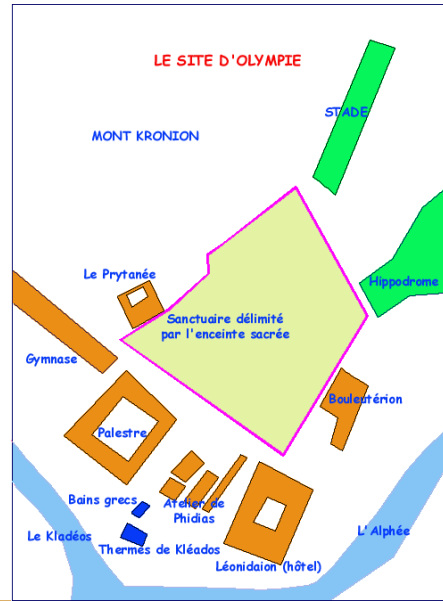 LE SITE D'OLYMPIE
STADE
MONT KRONION
Le Prytanée
Hippodrome
Sanctuaire délimité
par l'enceinte sacrée
Gymnase
Bouleutérion
Palestre
Bains grecs
Atelier de
Phidias
Le Kladéos
L'Alphée
Thermes de Kléados
Léonidaion (hôtel)